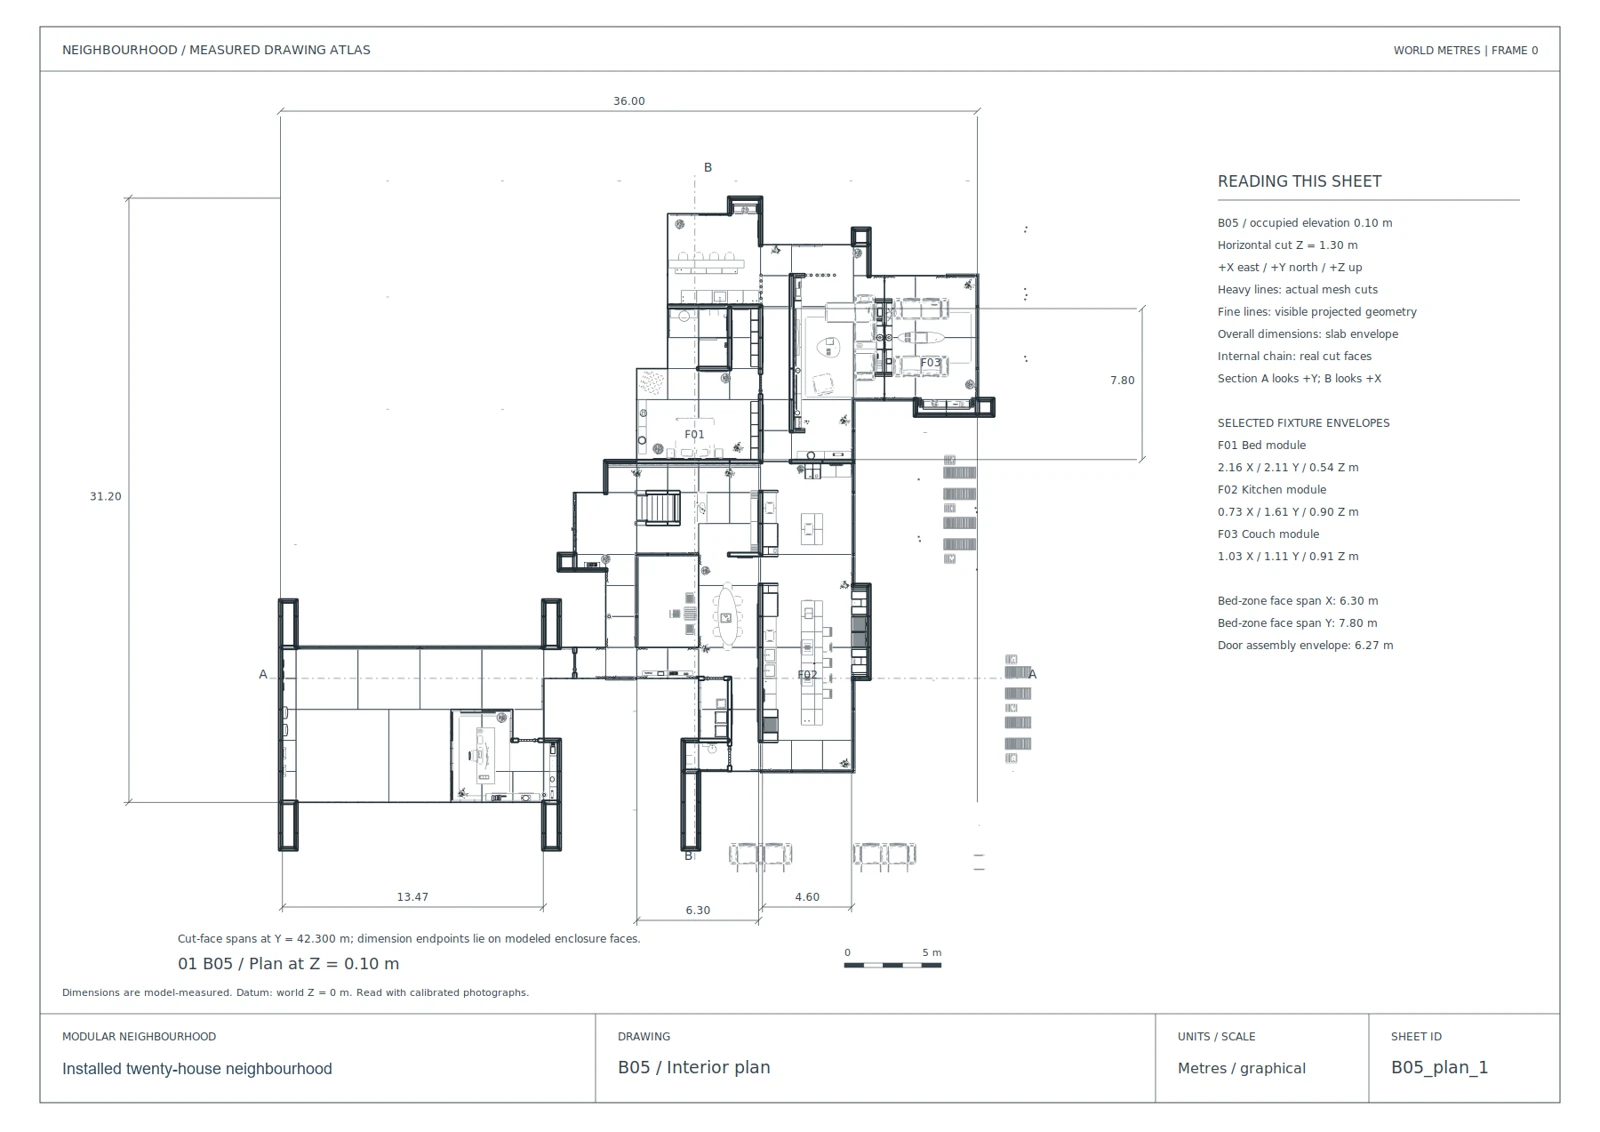 NEIGHBOURHOOD / MEASURED DRAWING ATLAS
WORLD METRES | FRAME 0
36.00
B
READING THIS SHEET
B05 / occupied elevation 0.10 m
Horizontal cut Z = 1.30 m
+X east / +Y north / +Z up
Heavy lines: actual mesh cuts
Fine lines: visible projected geometry
Overall dimensions: slab envelope
Internal chain: real cut faces
Section A looks +Y; B looks +X
SELECTED FIXTURE ENVELOPES
F01 Bed module
2.16 X / 2.11 Y / 0.54 Z m
F02 Kitchen module
0.73 X / 1.61 Y / 0.90 Z m
F03 Couch module
1.03 X / 1.11 Y / 0.91 Z m
Bed-zone face span X: 6.30 m
Bed-zone face span Y: 7.80 m
Door assembly envelope: 6.27 m
F03
7.80
F01
31.20
A
F02
A
B
13.47
6.30
4.60
Cut-face spans at Y = 42.300 m; dimension endpoints lie on modeled enclosure faces.
01 B05 / Plan at Z = 0.10 m
0
5 m
Dimensions are model-measured. Datum: world Z = 0 m. Read with calibrated photographs.
MODULAR NEIGHBOURHOOD
Installed twenty-house neighbourhood
DRAWING
B05 / Interior plan
UNITS / SCALE
Metres / graphical
SHEET ID
B05_plan_1